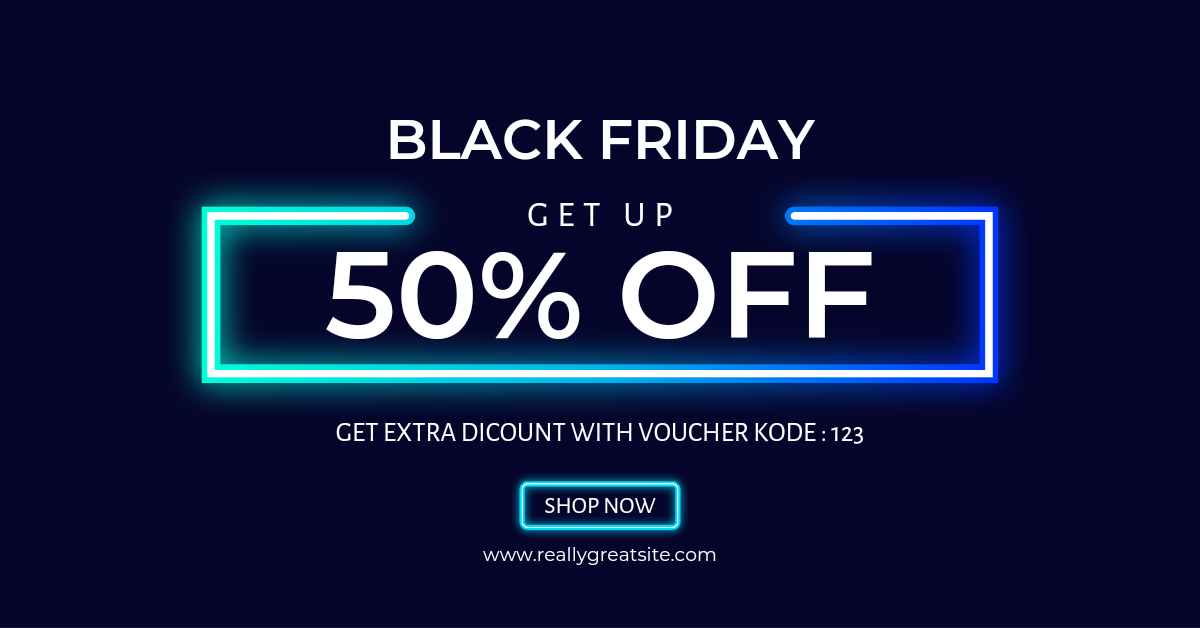 BLACK FRIDAY
GET UP
50% OFF
GET EXTRA DICOUNT WITH VOUCHER KODE : 123
SHOP NOW
www.reallygreatsite.com